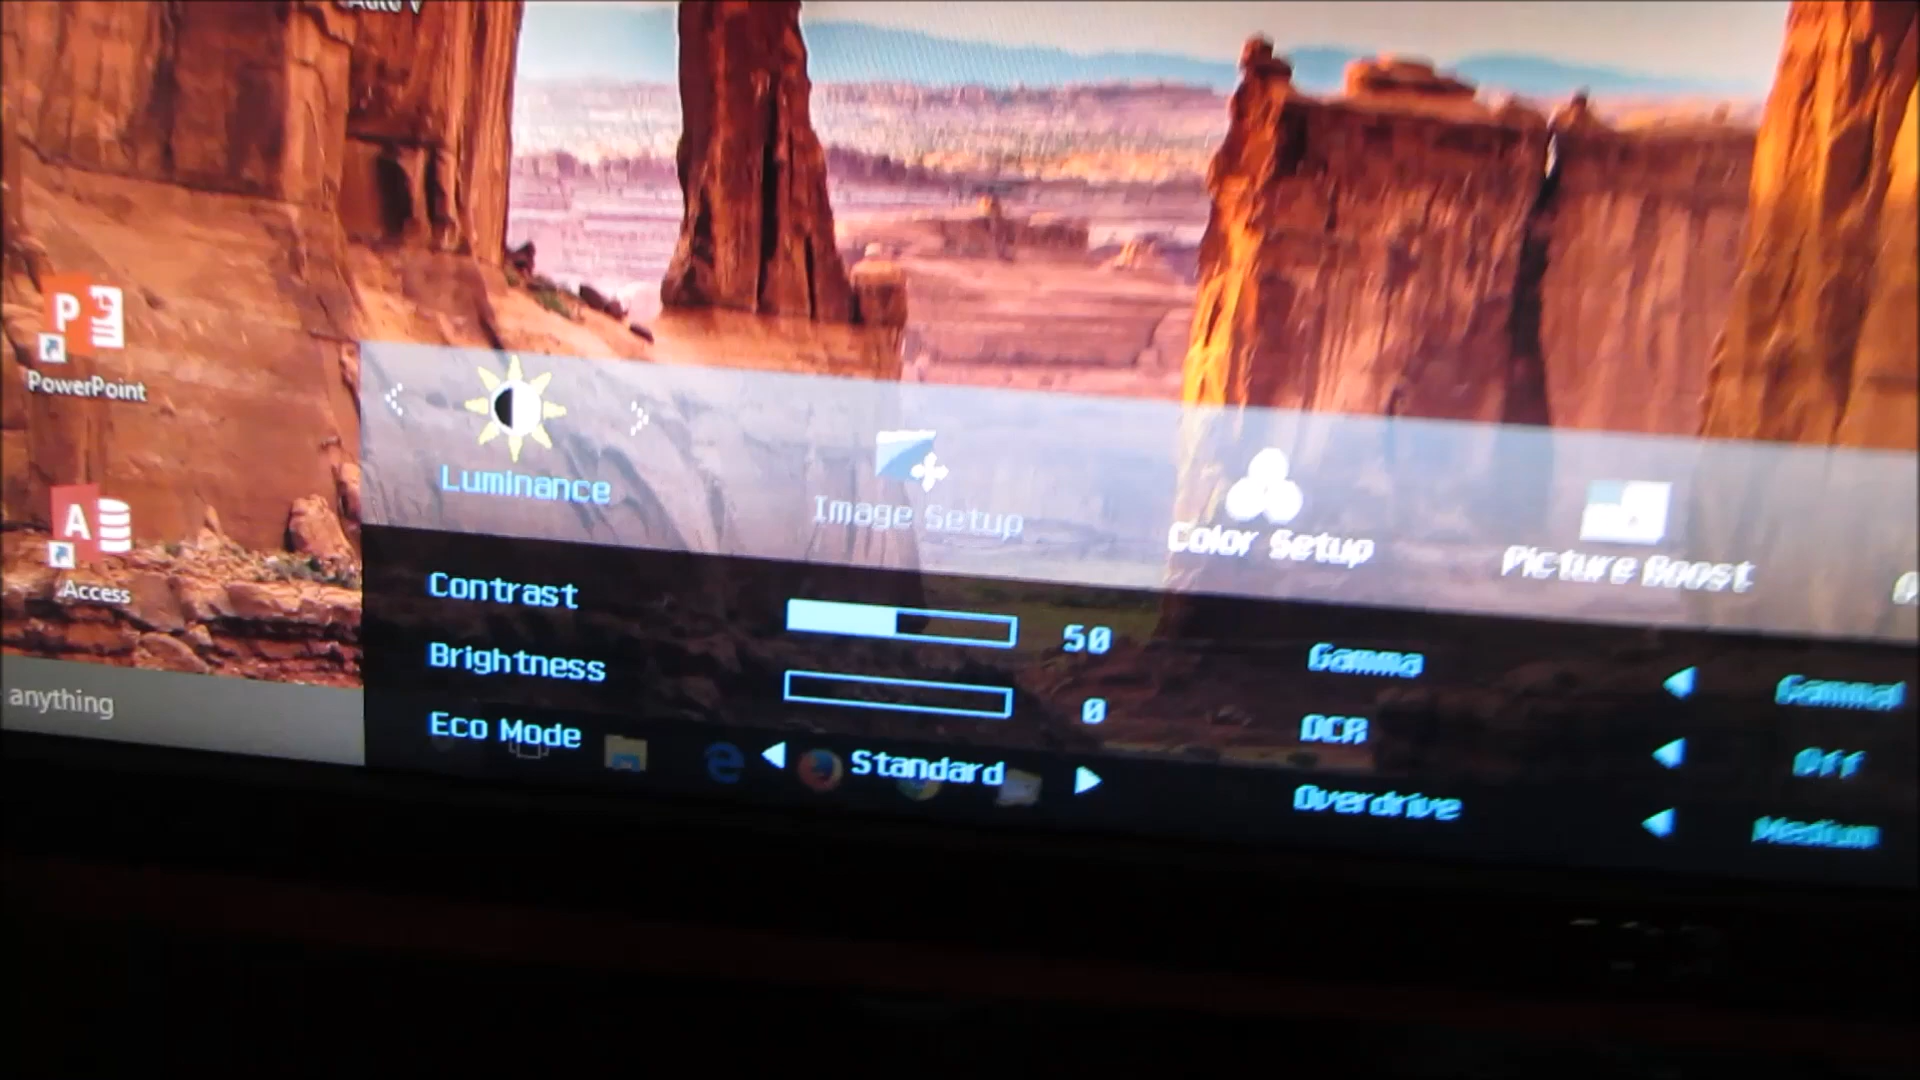 PowerPoint
Access
anything
Luminance
Image Setup
Color Setup
Picture Boost
Contrast
50
Brightness
0
Eco Mode
Standard
Gamma
Gamma1
DCR
Off
Overdrive
Medium